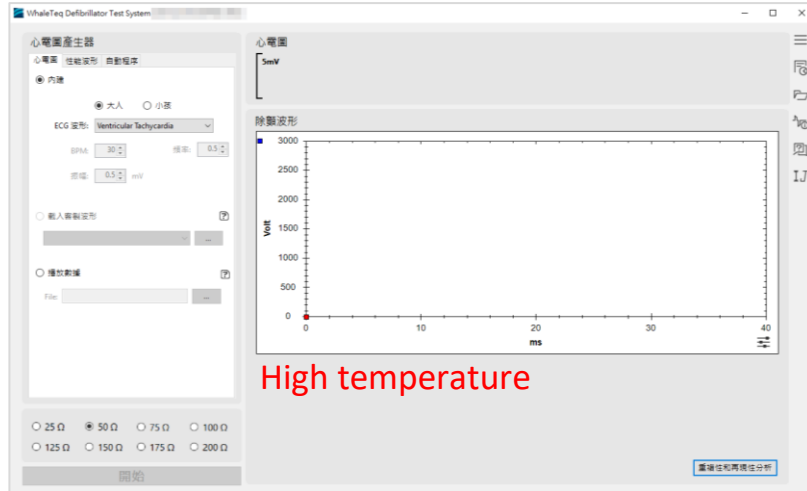 WhaleTeq Defibrillator Test System
心電圖產生器
心電圖 性能波形 自動程序
內建
大人 小孩
ECG 波形: Ventricular Tachycardia
BPM: 30 頻率: 0.5
振幅: 0.5 mV
載入客製波形 ?
...
播放數據 ?
File: ...
25 Ω 50 Ω 75 Ω 100 Ω
125 Ω 150 Ω 175 Ω 200 Ω
開始
心電圖
5mV
除顫波形
3000
2500
2000
1500
1000
500
0
Volt
0 10 20 30 40
ms
High temperature
重複性和再現性分析